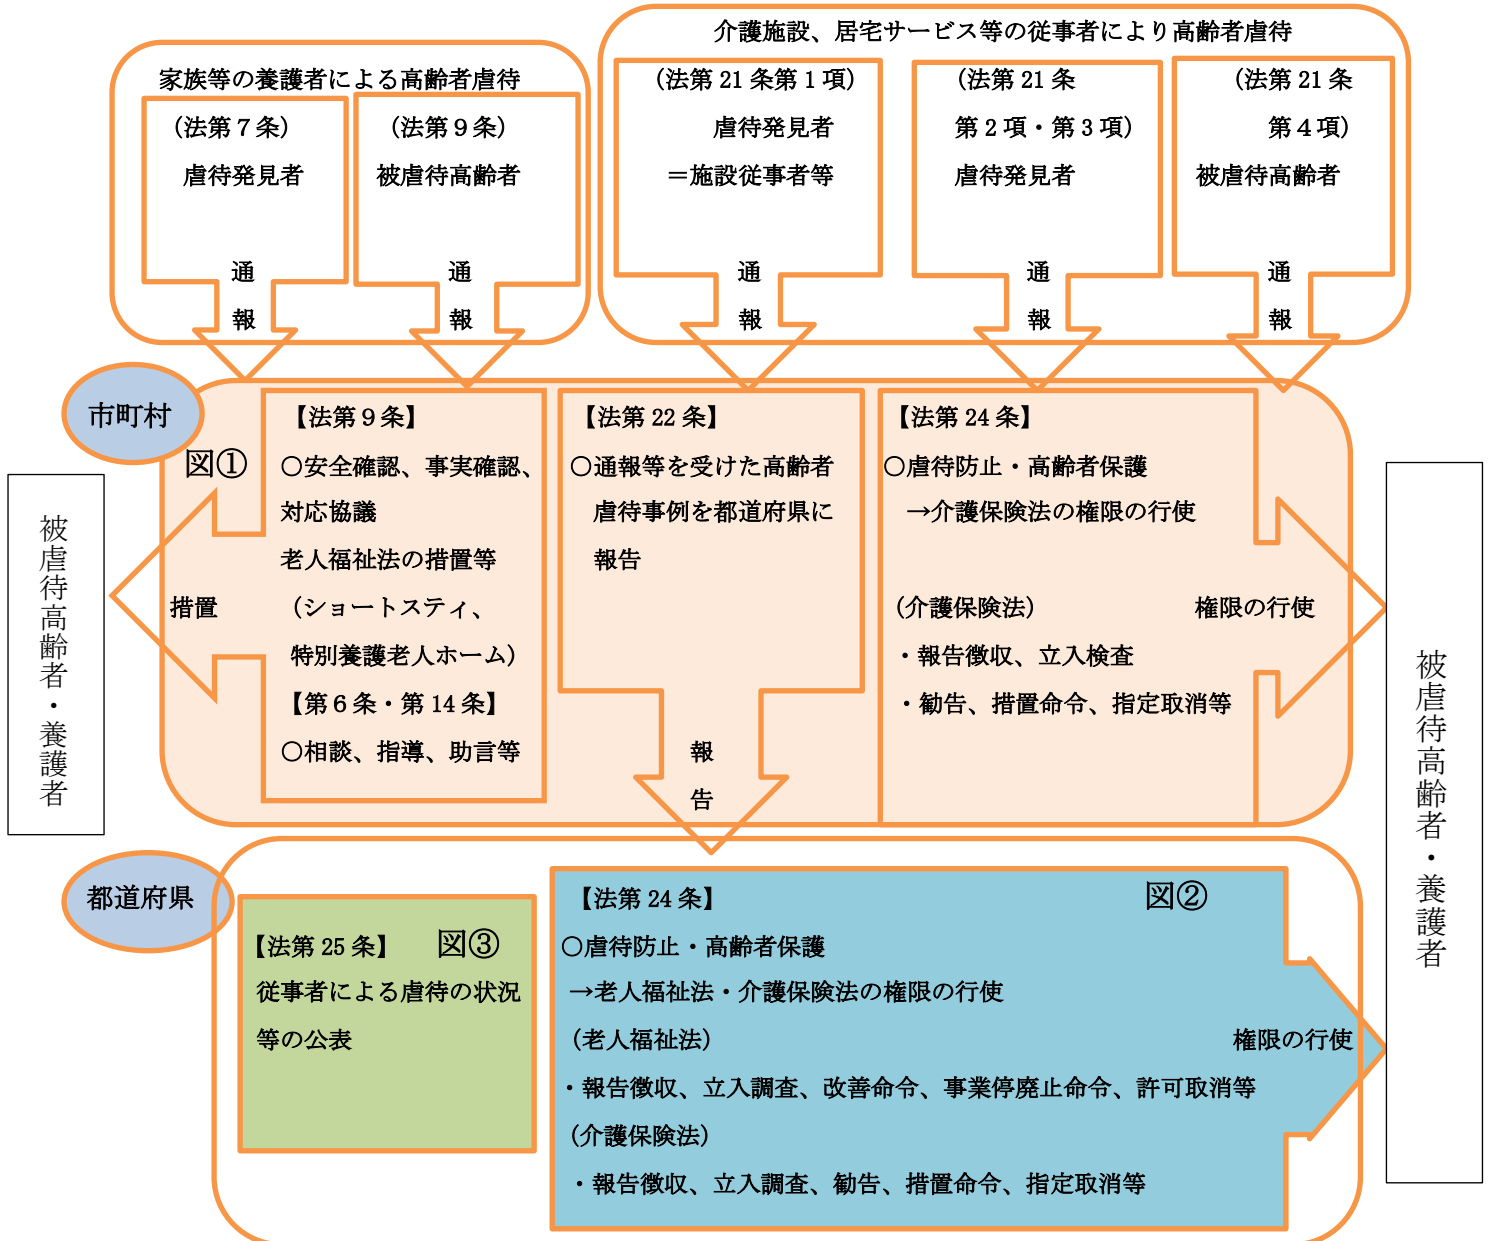 家族等の養護者による高齢者虐待
(法第7条)
虐待発見者
通
報
(法第9条)
被虐待高齢者
通
報
介護施設、居宅サービス等の従事者により高齢者虐待
(法第21条第1項)
虐待発見者
＝施設従事者等
通
報
(法第21条
第2項・第3項)
虐待発見者
通
報
(法第21条
第4項)
被虐待高齢者
通
報
市町村
図①
【法第9条】
○安全確認、事実確認、
対応協議
老人福祉法の措置等
(ショートスティ、
特別養護老人ホーム)
【第6条・第14条】
○相談、指導、助言等
措置
被虐待高齢者・養護者
【法第22条】
○通報等を受けた高齢者
虐待事例を都道府県に
報告
報
告
【法第24条】
○虐待防止・高齢者保護
→介護保険法の権限の行使
(介護保険法)
・報告徴収、立入検査
・勧告、措置命令、指定取消等
権限の行使
被虐待高齢者・養護者
都道府県
【法第25条】
図③
従事者による虐待の状況
等の公表
【法第24条】
図②
○虐待防止・高齢者保護
→老人福祉法・介護保険法の権限の行使
(老人福祉法)
・報告徴収、立入調査、改善命令、事業停廃止命令、許可取消等
(介護保険法)
・報告徴収、立入調査、勧告、措置命令、指定取消等
権限の行使